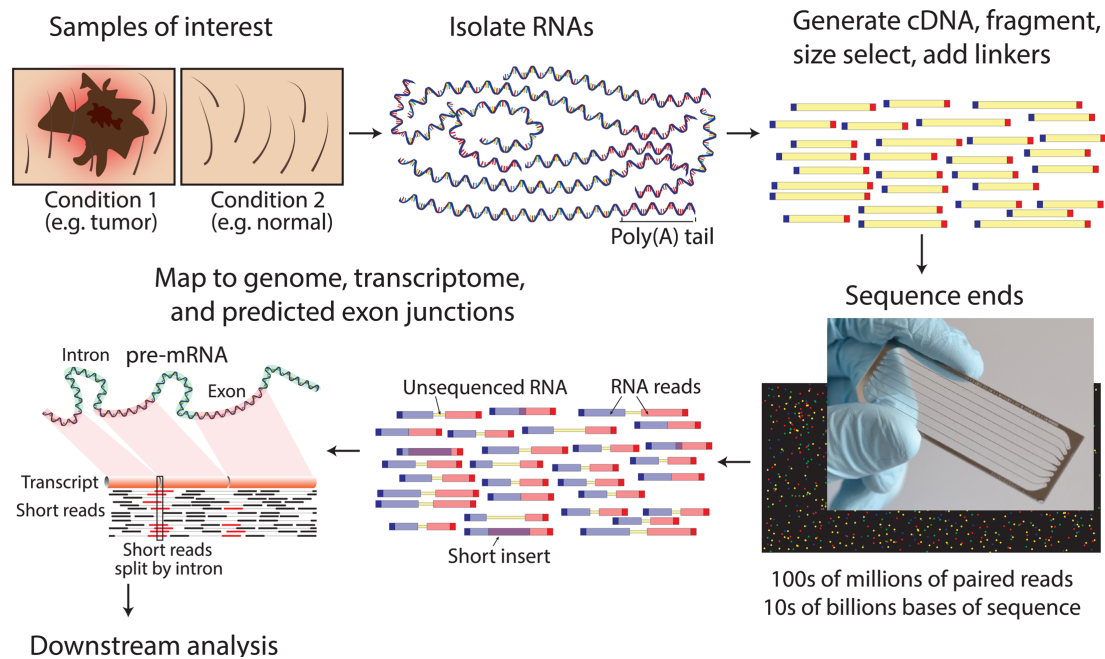 Samples of interest
Isolate RNAs
Generate cDNA, fragment,
size select, add linkers
Condition 1
(e.g. tumor)
Condition 2
(e.g. normal)
Poly(A) tail
Sequence ends
100s of millions of paired reads
10s of billions bases of sequence
Unsequenced RNA
RNA reads
Short insert
Map to genome, transcriptome,
and predicted exon junctions
Intron
pre-mRNA
Exon
Transcript
Short reads
Short reads
split by intron
Downstream analysis